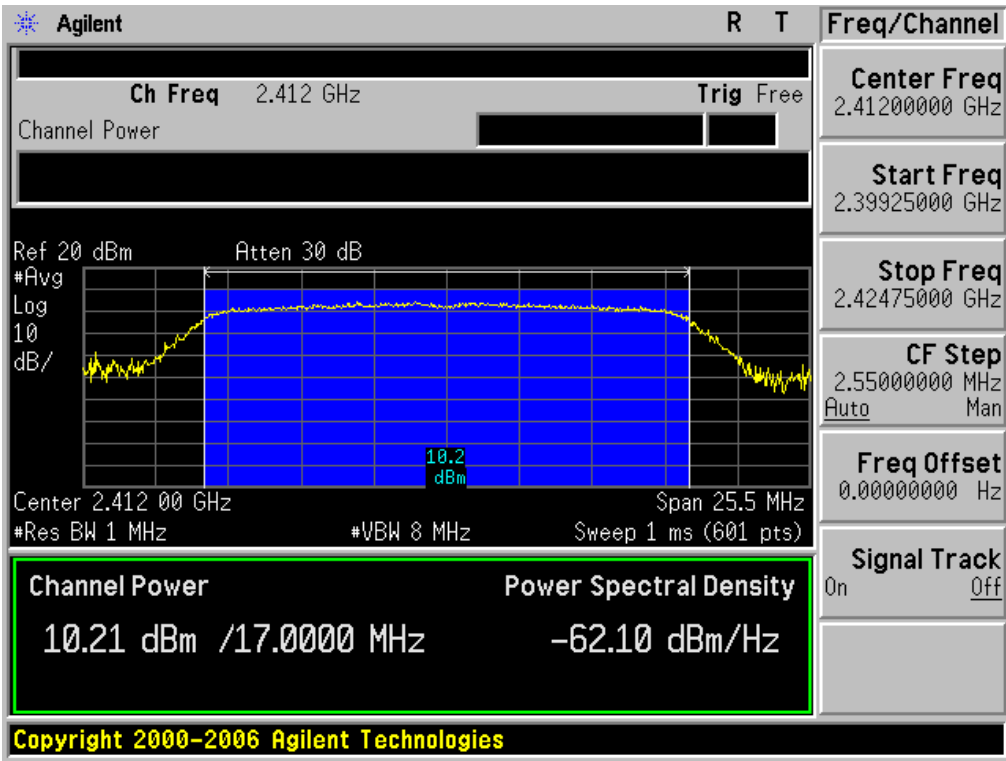 Agilent R T Freq/Channel
Ch Freq 2.412 GHz Trig Free
Channel Power
Ref 20 dBm Atten 30 dB
#Avg
Log
10
dB/
10.2
dBm
Center 2.412 00 GHz Span 25.5 MHz
#Res BW 1 MHz #VBW 8 MHz Sweep 1 ms (601 pts)
Channel Power Power Spectral Density
10.21 dBm /17.0000 MHz -62.10 dBm/Hz
Copyright 2000-2006 Agilent Technologies
Center Freq
2.41200000 GHz
Start Freq
2.39925000 GHz
Stop Freq
2.42475000 GHz
CF Step
2.55000000 MHz
Auto Man
Freq Offset
0.00000000 Hz
Signal Track
On Off